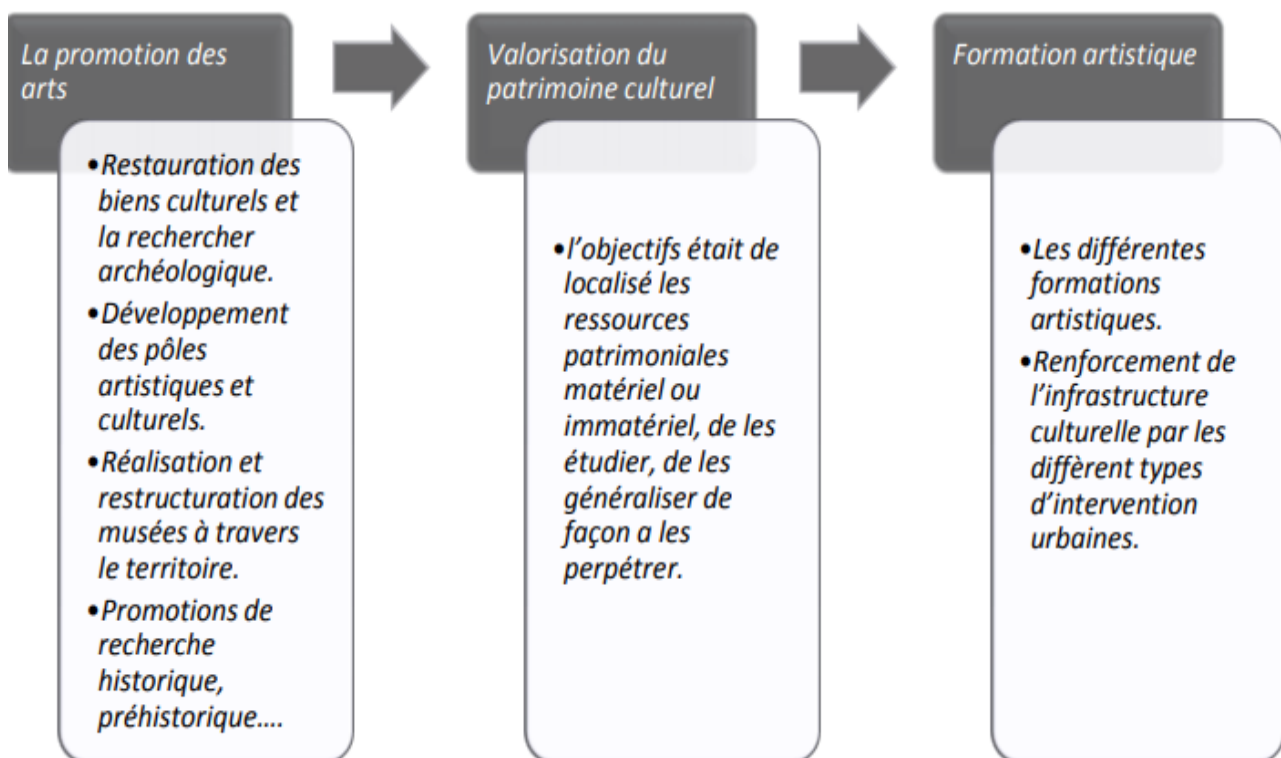 La promotion des
arts
•Restauration des
biens culturels et
la rechercher
archéologique.
•Développement
des pôles
artistiques et
culturels.
•Réalisation et
restructuration des
musées à travers
le territoire.
•Promotions de
recherche
historique,
préhistorique....
Valorisation du
patrimoine culturel
•l’objectifs était de
localisé les
ressources
patrimoniales
matériel ou
immatériel, de les
étudier, de les
généraliser de
façon a les
perpétrer.
Formation artistique
•Les différentes
formations
artistiques.
•Renforcement de
l’infrastructure
culturelle par les
diffèrent types
d’intervention
urbaines.